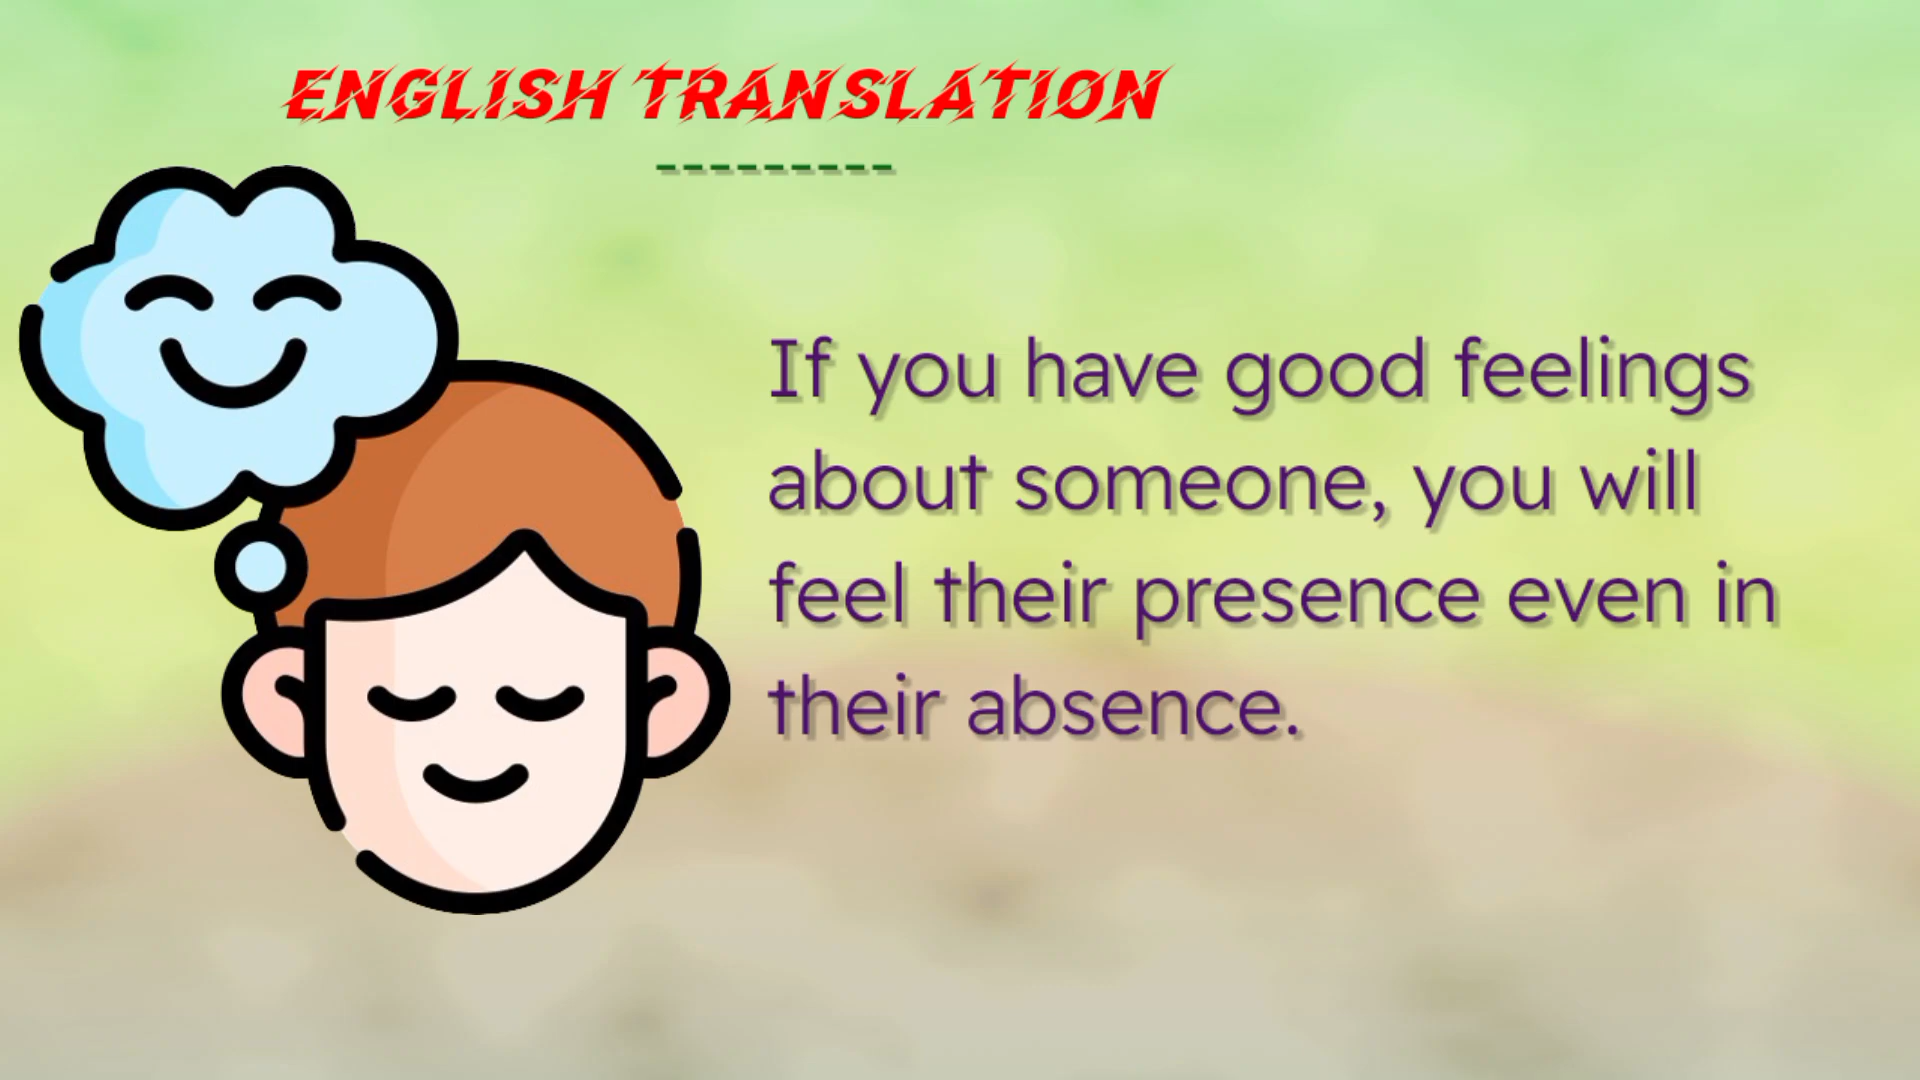 ENGLISH TRANSLATION
---------
If you have good feelings
about someone, you will
feel their presence even in
their absence.